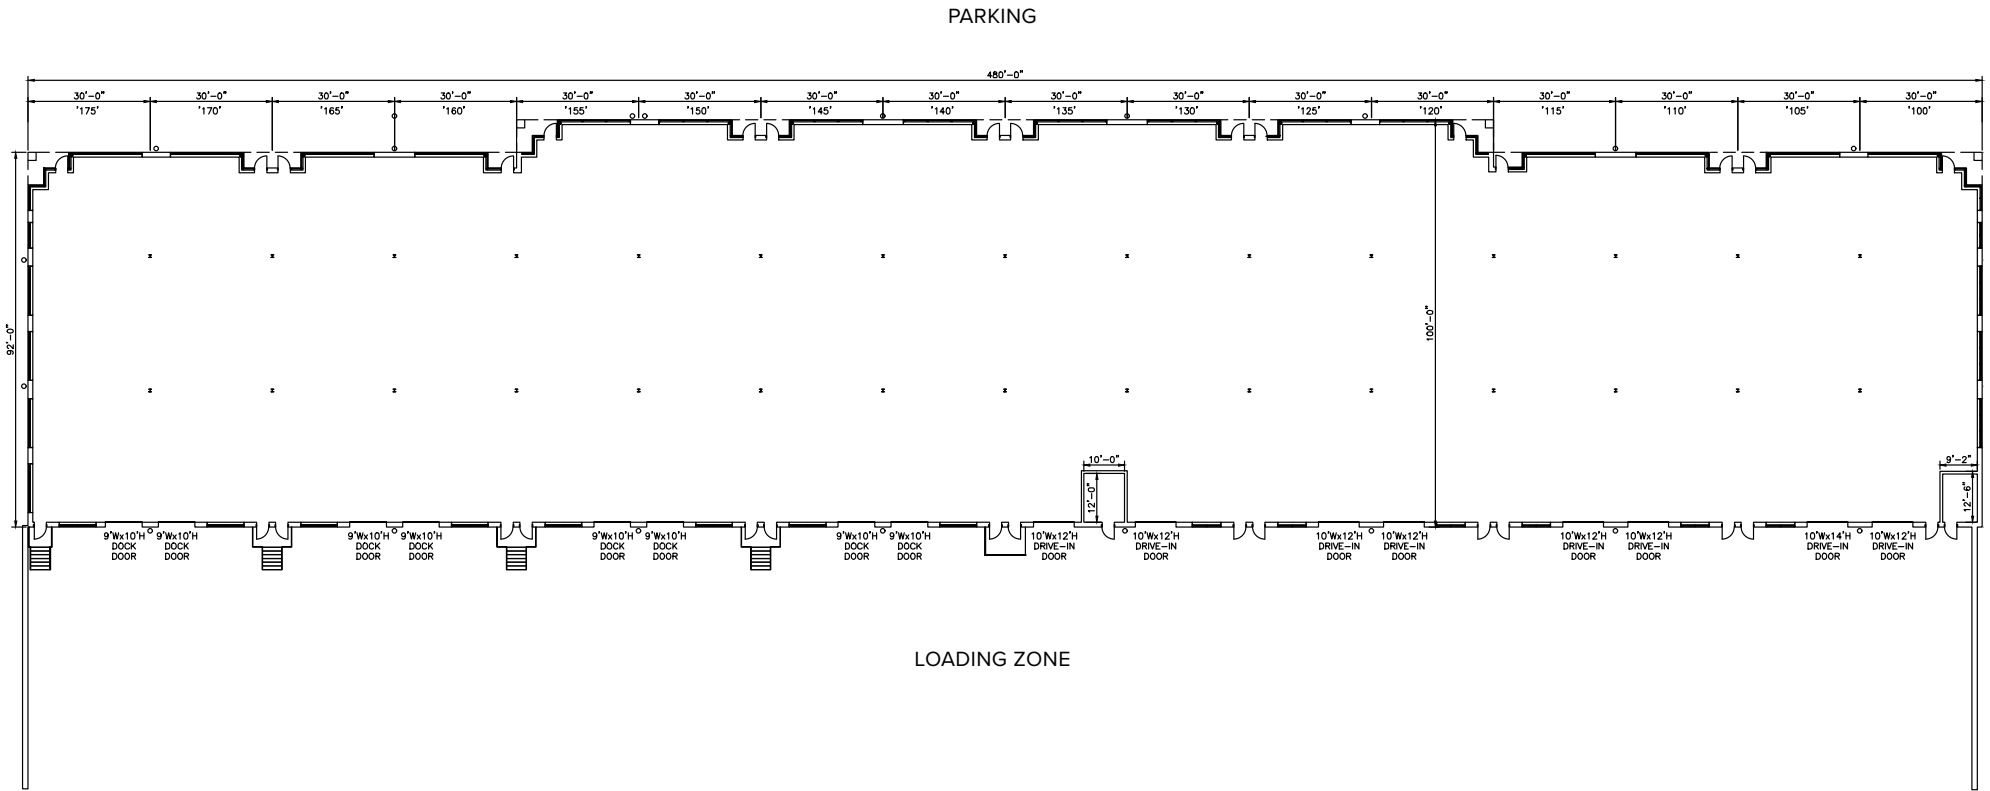 PARKING
480'-0"
30'-0" 30'-0" 30'-0" 30'-0" 30'-0" 30'-0" 30'-0" 30'-0" 30'-0" 30'-0" 30'-0" 30'-0" 30'-0" 30'-0" 30'-0" 30'-0"
'175' '170' '165' '160' '155' '150' '145' '140' '135' '130' '125' '120' '115' '110' '105' '100'
92'-0"
100'-0"
10'-0" 9'-2"
12'-0" 12'-6"
9'Wx10'H 9'Wx10'H 9'Wx10'H 9'Wx10'H 9'Wx10'H 9'Wx10'H 9'Wx10'H 9'Wx10'H 10'Wx12'H 10'Wx12'H 10'Wx12'H 10'Wx12'H 10'Wx12'H 10'Wx12'H 10'Wx14'H 10'Wx12'H
DOCK DOCK DOCK DOCK DOCK DOCK DOCK DOCK DRIVE-IN DRIVE-IN DRIVE-IN DRIVE-IN DRIVE-IN DRIVE-IN DRIVE-IN DRIVE-IN
DOOR DOOR DOOR DOOR DOOR DOOR DOOR DOOR DOOR DOOR DOOR DOOR DOOR DOOR DOOR DOOR
LOADING ZONE